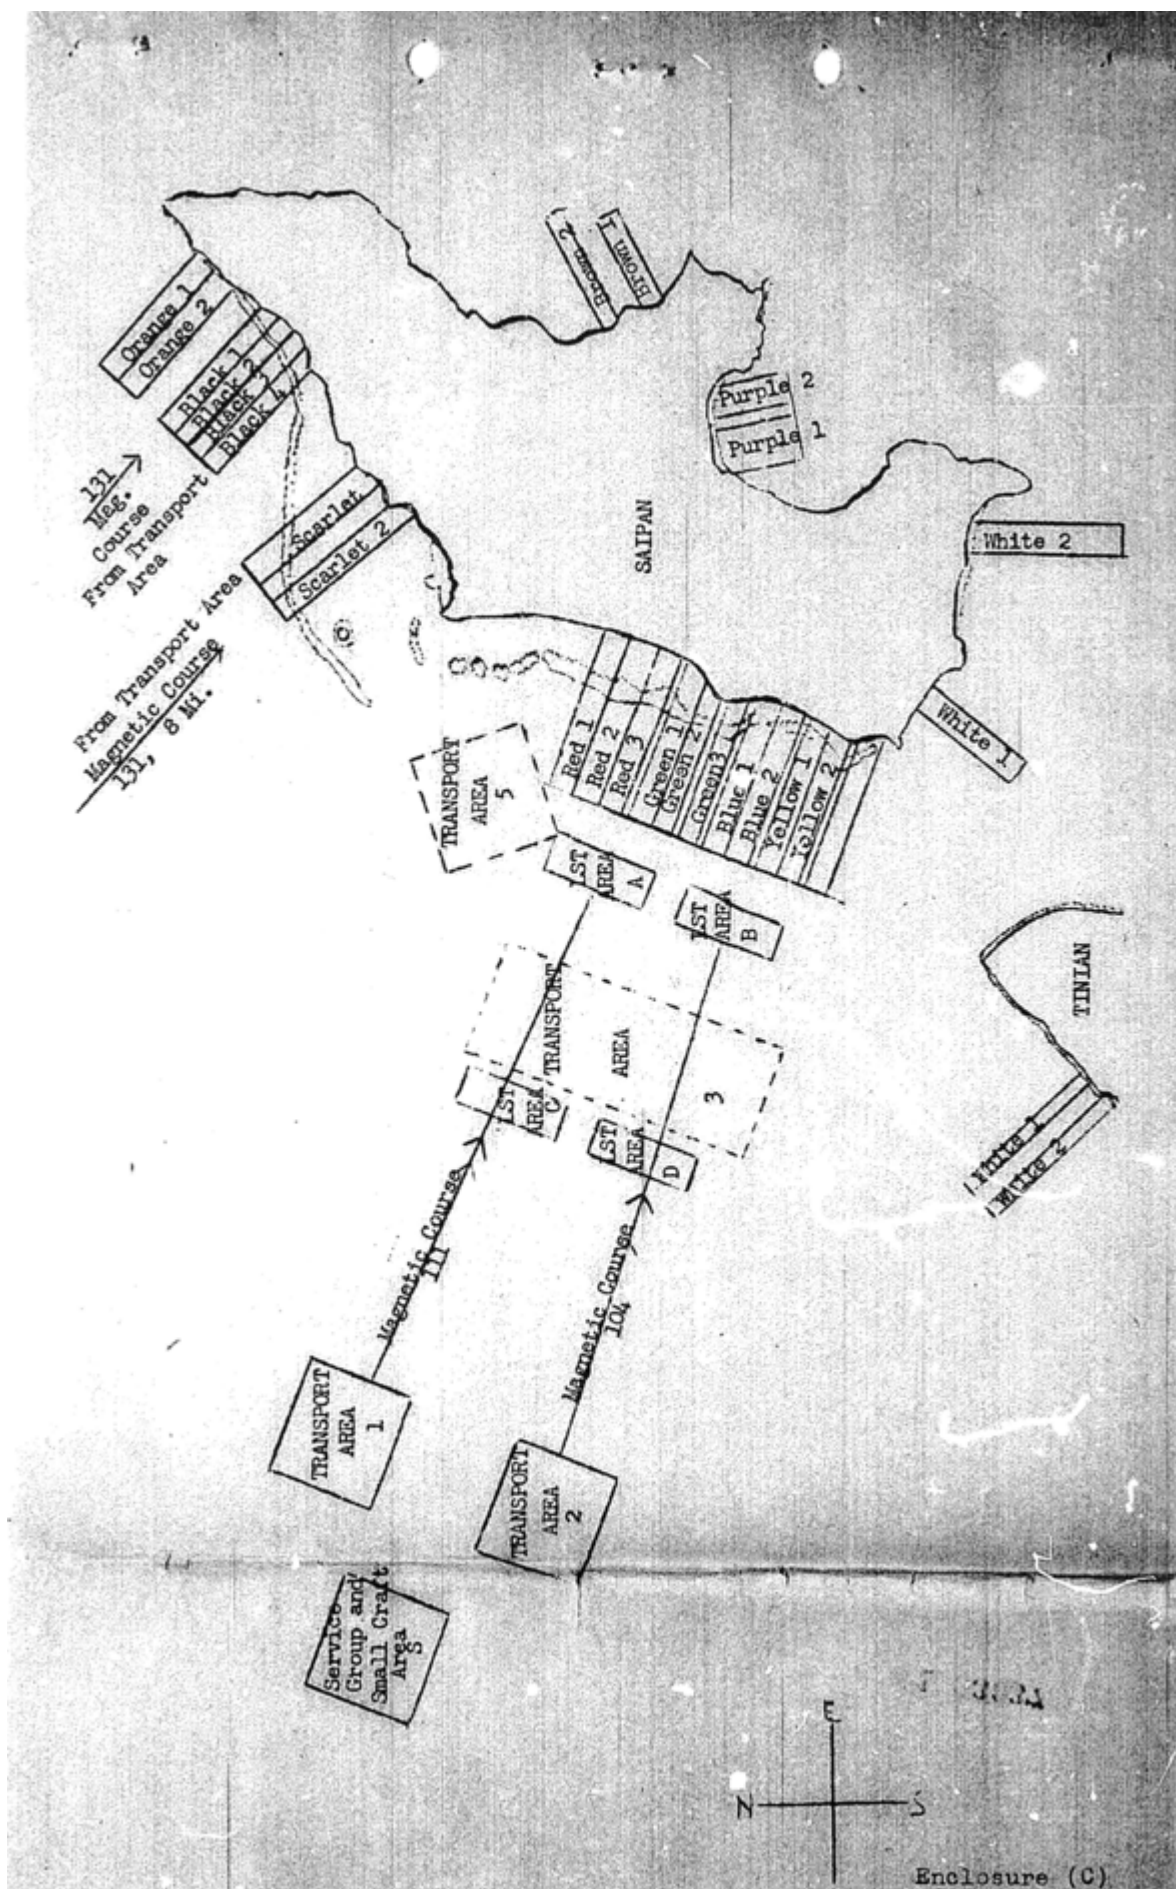 Orange 1
Orange 2
Black 1
Black 2
Black 3
Black 4
131
Mag.
Course
From Transport
Area
Scarlet
Scarlet 2
From Transport Area
Magnetic Course
131, 8 Mi.
Brown 2
Brown 1
Purple 2
Purple 1
SAIPAN
White 2
White 1
Red 1
Red 2
Red 3
Green 1
Green 2
Green3
Blue 1
Blue 2
Yellow 1
Yellow 2
TRANSPORT
AREA
5
LST
AREA
A
LST
AREA
B
TRANSPORT
AREA
3
LST
AREA
C
LST
AREA
D
TINIAN
White 1
White 2
Magnetic Course
111
Magnetic Course
104
TRANSPORT
AREA
1
TRANSPORT
AREA
2
Service
Group and
Small Craft
Area
S
E
N
S
Enclosure (C)